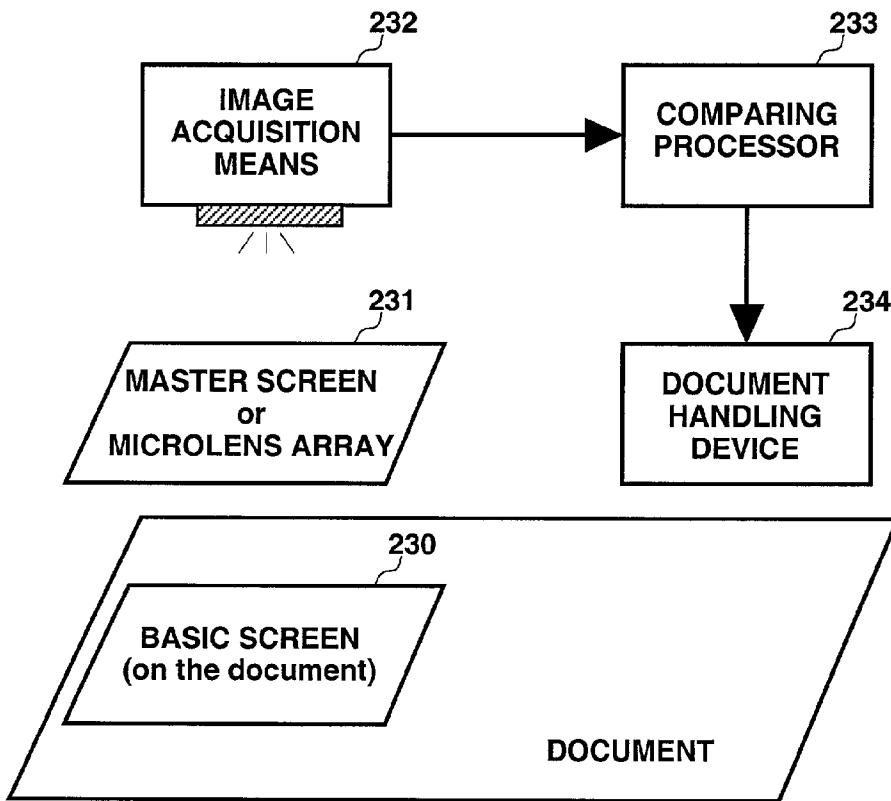 232
IMAGE
ACQUISITION
MEANS
233
COMPARING
PROCESSOR
231
MASTER SCREEN
or
MICROLENS ARRAY
234
DOCUMENT
HANDLING
DEVICE
230
BASIC SCREEN
(on the document)
DOCUMENT